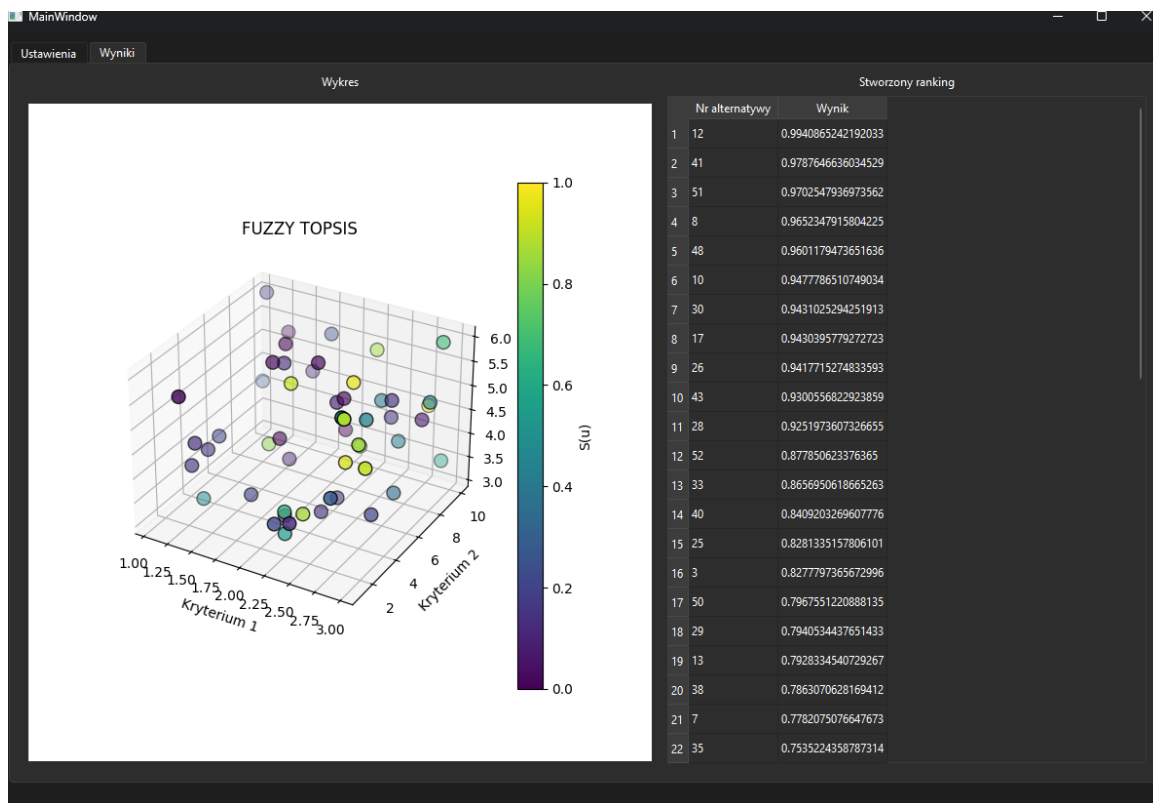 MainWindow
Ustawienia Wyniki
Wykres
FUZZY TOPSIS
1.0
0.8
0.6
0.4
0.2
0.0
S(u)
6.0
5.5
5.0
4.5
4.0
3.5
3.0
10
8
6
4
2
Kryterium 2
1.00
1.25
1.50
1.75
2.00
2.25
2.50
2.75
3.00
Kryterium 1
Stworzony ranking
Nr alternatywy Wynik
1 12 0.9940865242192033
2 41 0.9787646636034529
3 51 0.9702547936973562
4 8 0.9652347915804225
5 48 0.9601179473651636
6 10 0.9477786510749034
7 30 0.9431025294251913
8 17 0.9430395779272723
9 26 0.9417715274833593
10 43 0.9300556822923859
11 28 0.9251973607326655
12 52 0.877850623376365
13 33 0.8656950618665263
14 40 0.8409203269607776
15 25 0.8281335157806101
16 3 0.8277797365672996
17 50 0.7967551220888135
18 29 0.7940534437651433
19 13 0.7928334540729267
20 38 0.7863070628169412
21 7 0.7782075076647673
22 35 0.7535224358787314